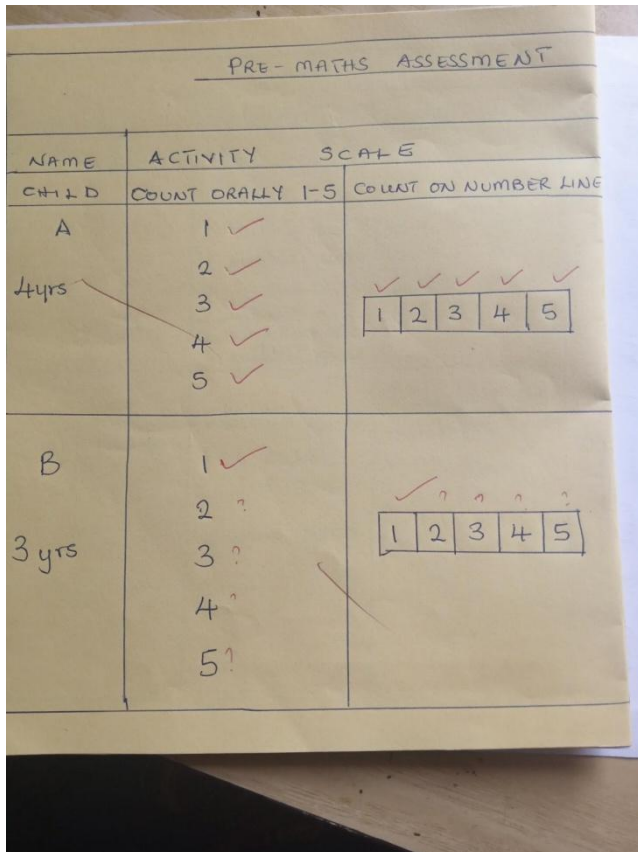 PRE-MATHS ASSESSMENT
NAME ACTIVITY SCALE
CHILD COUNT ORALLY 1-5 COUNT ON NUMBER LINE
A 1 ✓
2 ✓
4yrs 3 ✓ ✓ ✓ ✓ ✓ ✓
4 ✓ 1 2 3 4 5
5 ✓
B 1 ✓
2 ? ✓ ? ? ? ?
3 yrs 3 ? 1 2 3 4 5
4 ?
5 ?